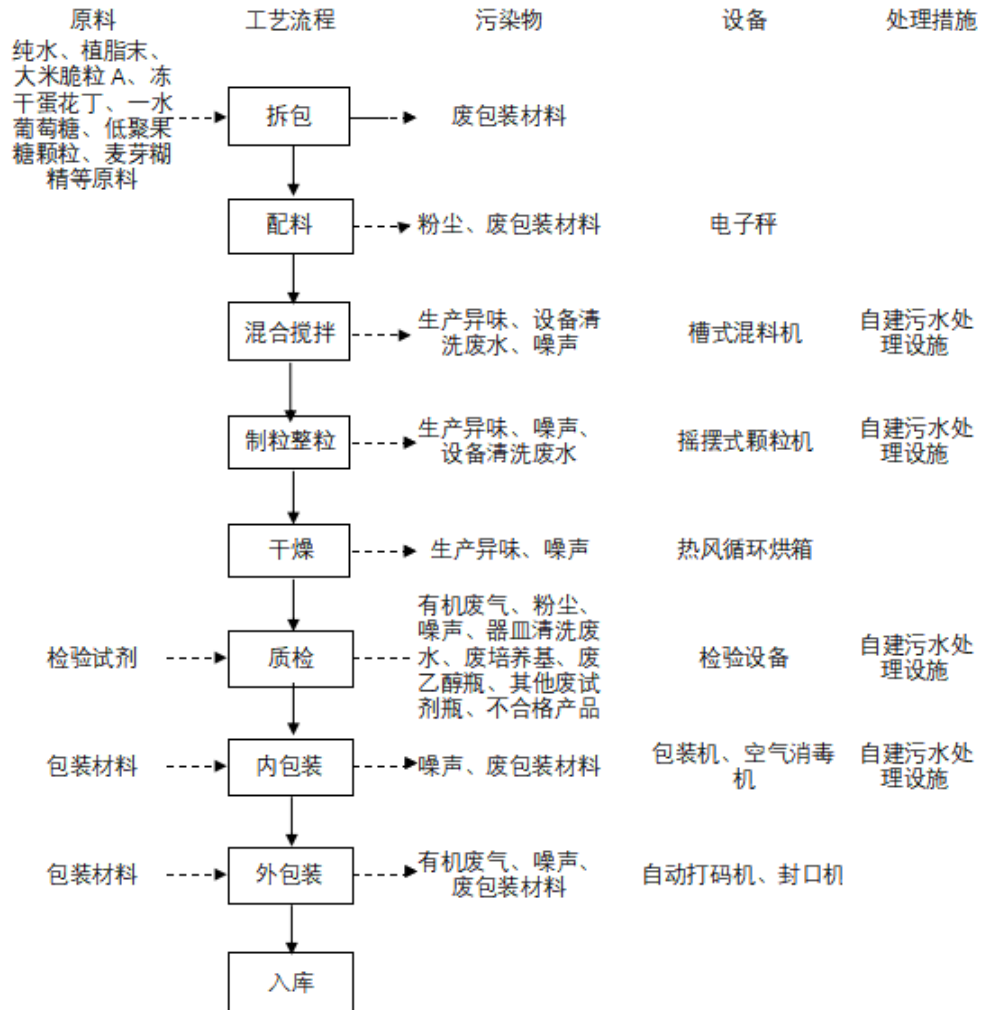 原料 工艺流程 污染物 设备 处理措施
纯水、植脂末、
大米脆粒 A、冻
干蛋花丁、一水
葡萄糖、低聚果
糖颗粒、麦芽糊
精等原料
拆包 废包装材料
配料 粉尘、废包装材料 电子秤
混合搅拌
生产异味、设备清
洗废水、噪声
槽式混料机
自建污水处
理设施
制粒整粒
生产异味、噪声、
设备清洗废水
摇摆式颗粒机
自建污水处
理设施
干燥 生产异味、噪声 热风循环烘箱
检验试剂 质检
有机废气、粉尘、
噪声、器皿清洗废
水、废培养基、废
乙醇瓶、其他废试
剂瓶、不合格产品
检验设备
自建污水处
理设施
包装材料 内包装 噪声、废包装材料
包装机、空气消毒
机
自建污水处
理设施
包装材料 外包装
有机废气、噪声、
废包装材料
自动打码机、封口机
入库